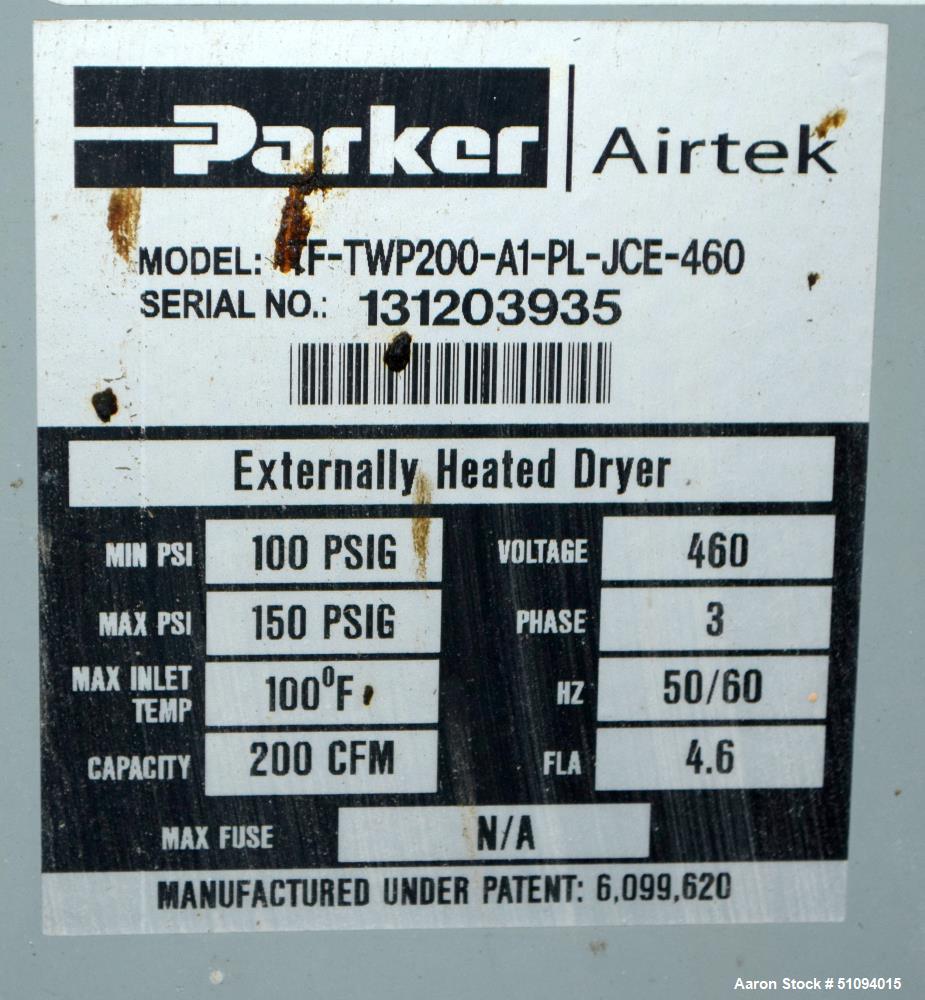 Parker | Airtek
MODEL: F-TWP200-A1-PL-JCE-460
SERIAL NO.: 131203935
Externally Heated Dryer
MIN PSI 100 PSIG VOLTAGE 460
MAX PSI 150 PSIG PHASE 3
MAX INLET TEMP 100°F HZ 50/60
CAPACITY 200 CFM FLA 4.6
MAX FUSE N/A
MANUFACTURED UNDER PATENT: 6,099,620
Aaron Stock # 51094015